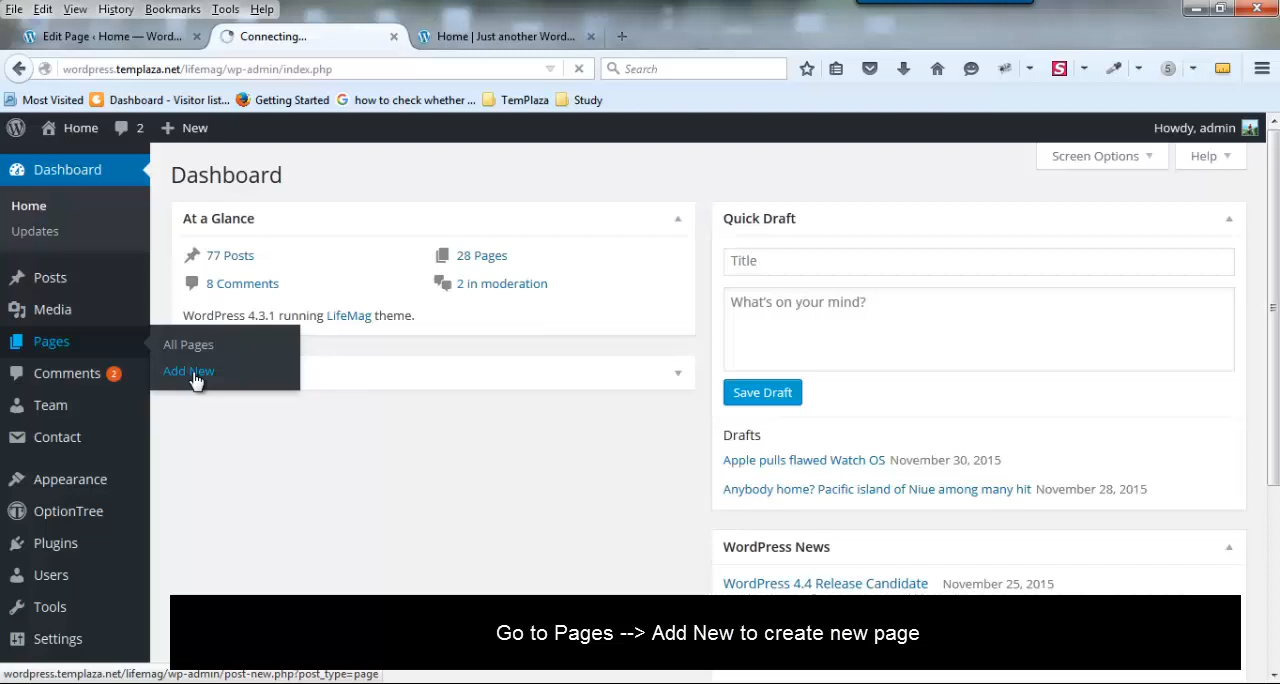 File Edit View History Bookmarks Tools Help
Edit Page ‹ Home — Word... Connecting... Home | Just another Word...
wordpress.templaza.net/lifemag/wp-admin/index.php Search S 5
Most Visited Dashboard - Visitor list... Getting Started how to check whether ... TemPlaza Study
Home 2 New Howdy, admin
Dashboard
Home
Updates
Posts
Media
Pages
Comments 2
Team
Contact
Appearance
OptionTree
Plugins
Users
Tools
Settings
All Pages
Add New
Screen Options Help
Dashboard
At a Glance
77 Posts 28 Pages
8 Comments 2 in moderation
WordPress 4.3.1 running LifeMag theme.
Quick Draft
Title
What's on your mind?
Save Draft
Drafts
Apple pulls flawed Watch OS November 30, 2015
Anybody home? Pacific island of Niue among many hit November 28, 2015
WordPress News
WordPress 4.4 Release Candidate November 25, 2015
Go to Pages --> Add New to create new page
wordpress.templaza.net/lifemag/wp-admin/post-new.php?post_type=page